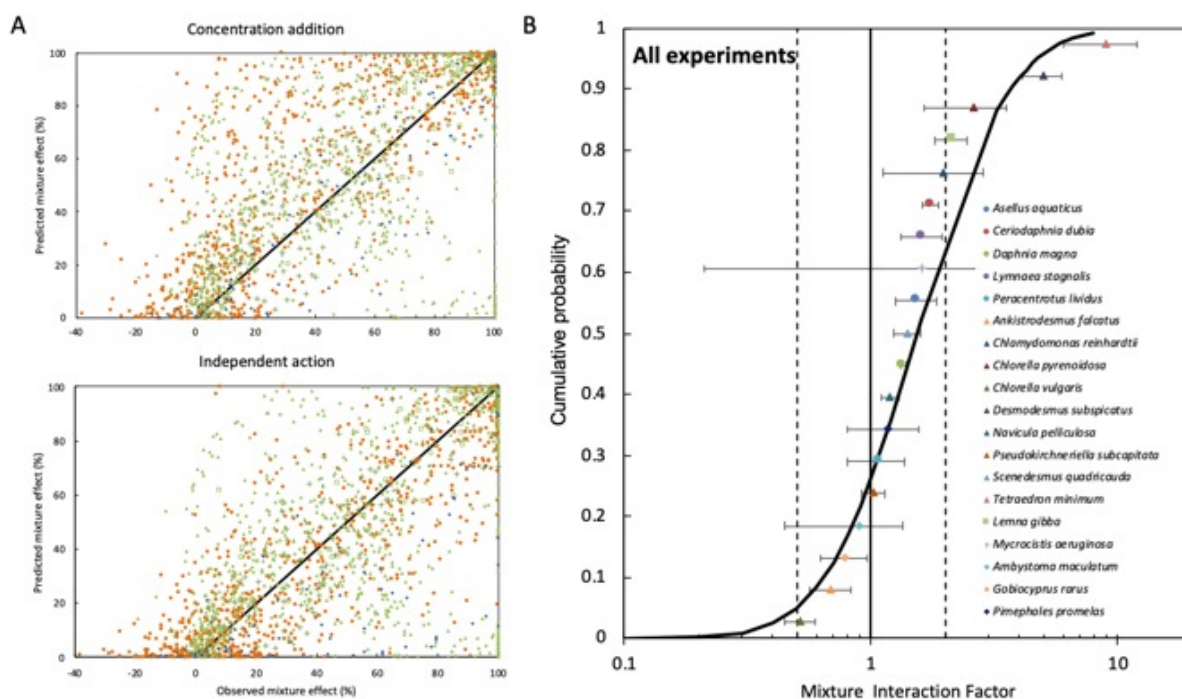 A
Concentration addition
Predicted mixture effect (%)
100
80
60
40
20
0
-40
-20
0
20
40
60
80
100
Independent action
Predicted mixture effect (%)
100
80
60
40
20
0
-40
-20
0
20
40
60
80
100
Observed mixture effect (%)
B
All experiments
Cumulative probability
1
0.9
0.8
0.7
0.6
0.5
0.4
0.3
0.2
0.1
0
0.1
1
10
Mixture Interaction Factor
Asellus aquaticus
Ceriodaphnia dubia
Daphnia magna
Lymnaea stagnalis
Peracentrotus lividus
Ankistrodesmus falcatus
Chlamydomonas reinhardtii
Chlorella pyrenoidosa
Chlorella vulgaris
Desmodesmus subspicatus
Navicula pelliculosa
Pseudokirchneriella subcapitata
Scenedesmus quadricauda
Tetraedron minimum
Lemna gibba
Mycrocistis aeruginosa
Ambystoma maculatum
Gobiocyprus rarus
Pimephales promelas